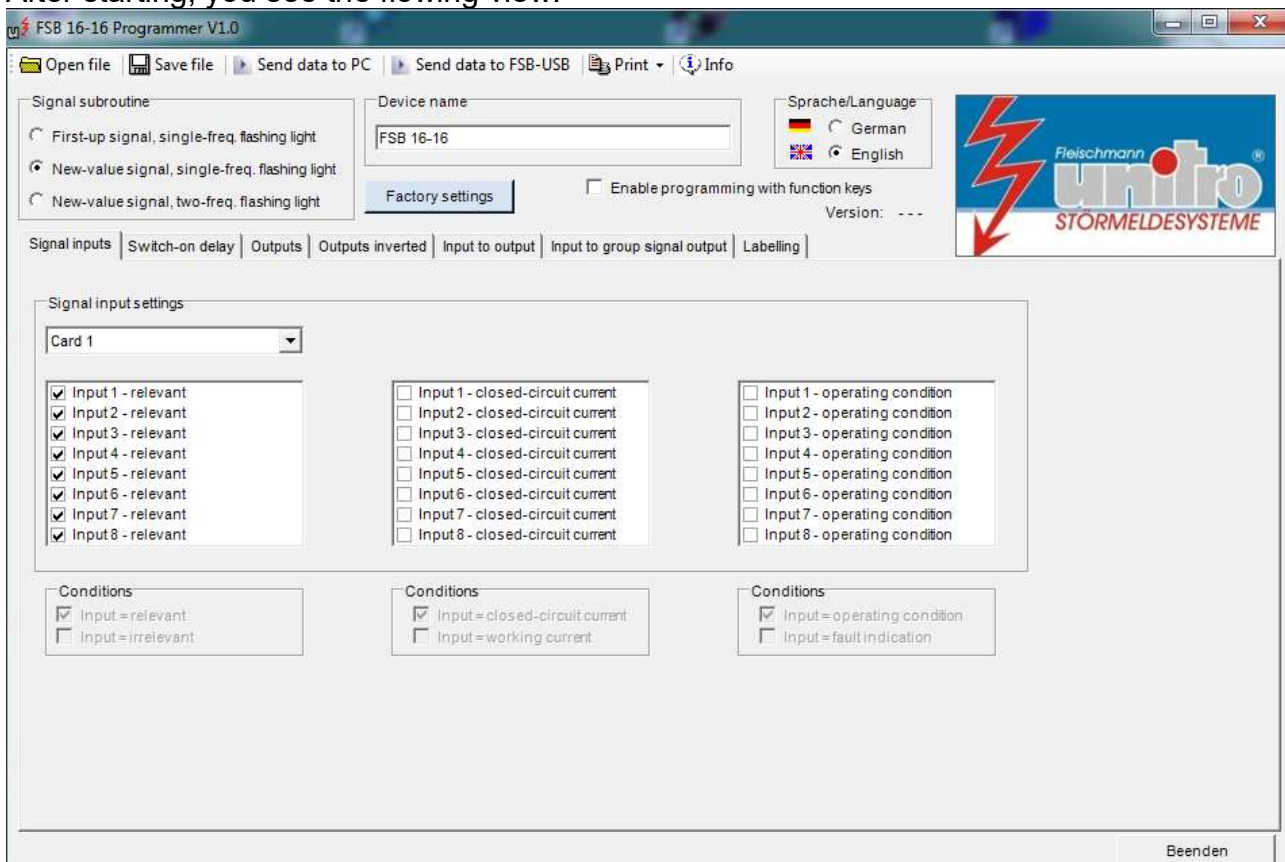 After starting, you see the flowing view:
FSB 16-16 Programmer V1.0
Open file Save file Send data to PC Send data to FSB-USB Print Info
Signal subroutine
First-up signal, single-freq. flashing light
New-value signal, single-freq. flashing light
New-value signal, two-freq. flashing light
Device name
FSB 16-16
Factory settings
Enable programming with function keys
Version: ---
Sprache/Language
German
English
Fleischmann
unitro®
STÖRMELDESYSTEME
Signal inputs Switch-on delay Outputs Outputs inverted Input to output Input to group signal output Labelling
Signal input settings
Card 1
Input 1 - relevant
Input 2 - relevant
Input 3 - relevant
Input 4 - relevant
Input 5 - relevant
Input 6 - relevant
Input 7 - relevant
Input 8 - relevant
Input 1 - closed-circuit current
Input 2 - closed-circuit current
Input 3 - closed-circuit current
Input 4 - closed-circuit current
Input 5 - closed-circuit current
Input 6 - closed-circuit current
Input 7 - closed-circuit current
Input 8 - closed-circuit current
Input 1 - operating condition
Input 2 - operating condition
Input 3 - operating condition
Input 4 - operating condition
Input 5 - operating condition
Input 6 - operating condition
Input 7 - operating condition
Input 8 - operating condition
Conditions
Input = relevant
Input = irrelevant
Conditions
Input = closed-circuit current
Input = working current
Conditions
Input = operating condition
Input = fault indication
Beenden